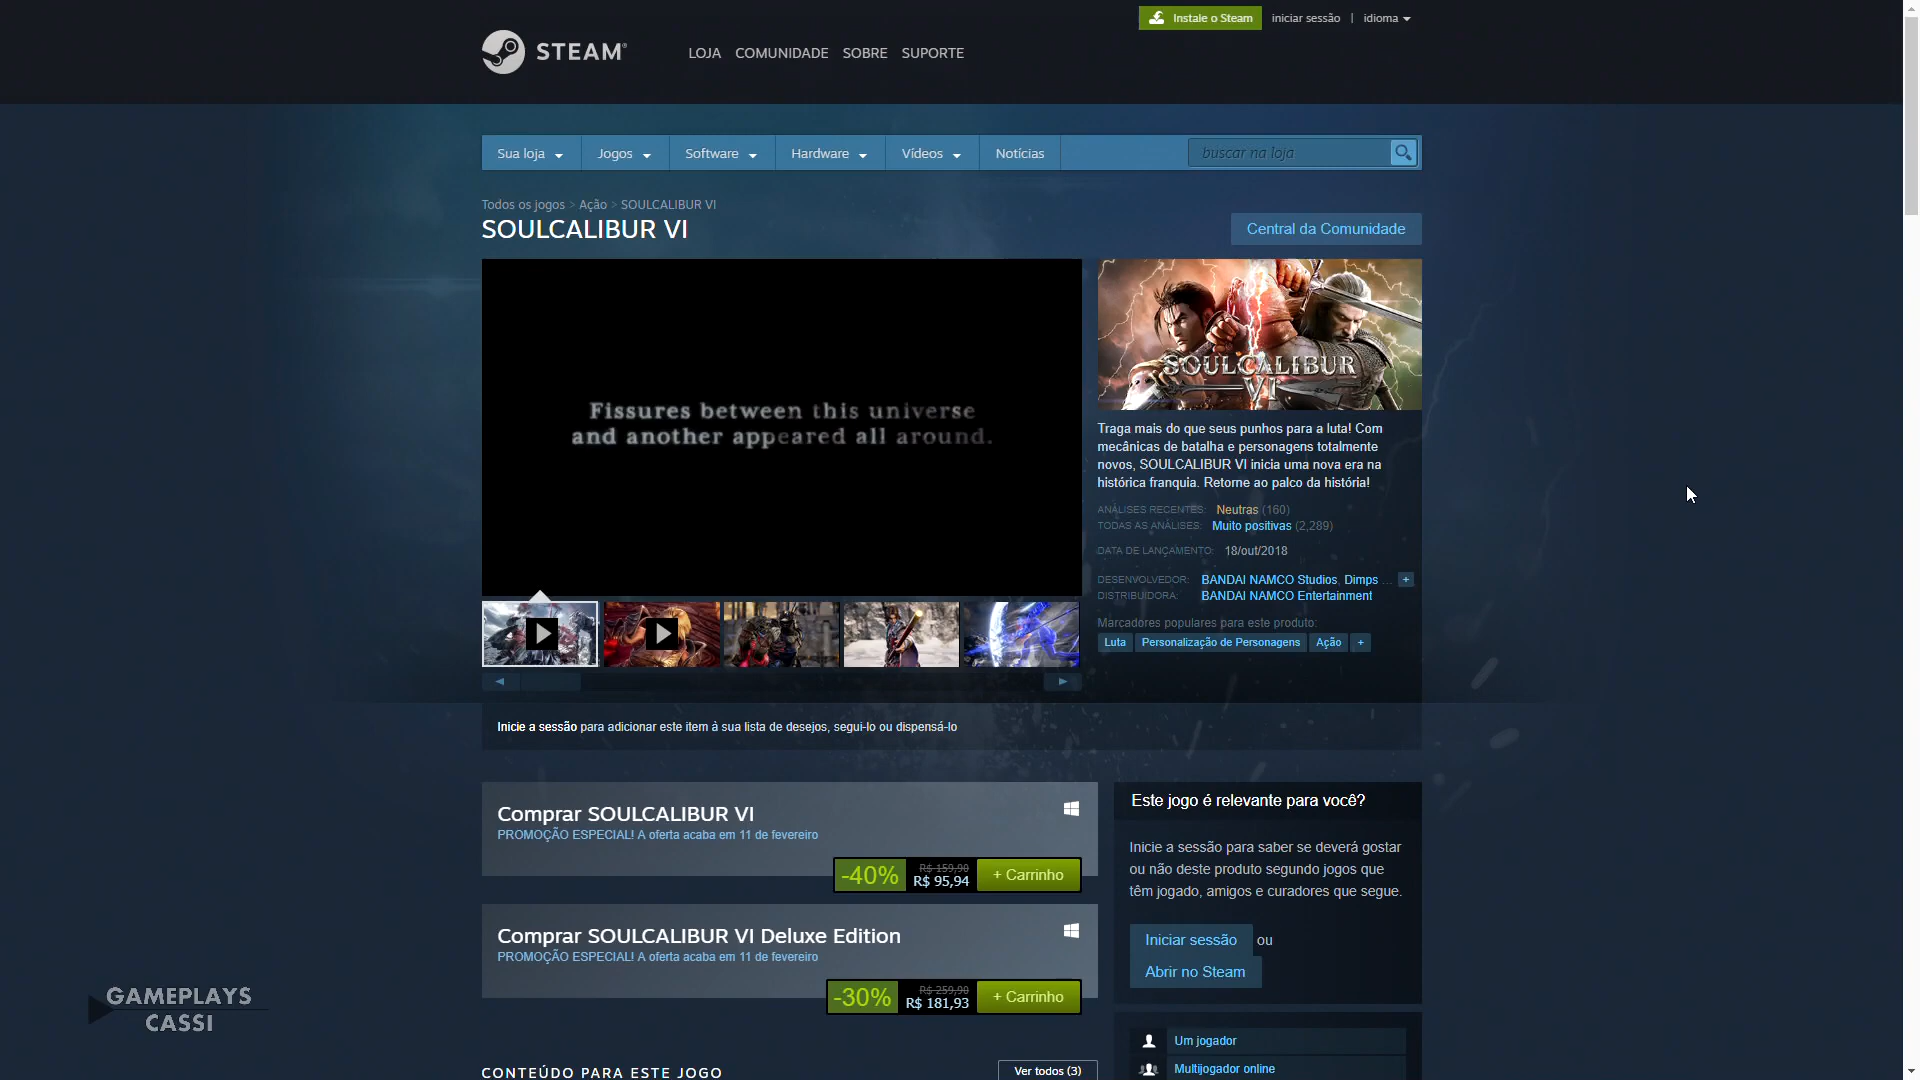 Instale o Steam
iniciar sessão | idioma
STEAM
LOJA COMUNIDADE SOBRE SUPORTE
Sua loja Jogos Software Hardware Vídeos Notícias
buscar na loja
Todos os jogos > Ação > SOULCALIBUR VI
SOULCALIBUR VI
Central da Comunidade
Fissures between this universe
and another appeared all around.
SOULCALIBUR
VI
Traga mais do que seus punhos para a luta! Com
mecânicas de batalha e personagens totalmente
novos, SOULCALIBUR VI inicia uma nova era na
histórica franquia. Retorne ao palco da história!
ANÁLISES RECENTES: Neutras (160)
TODAS AS ANÁLISES: Muito positivas (2,289)
DATA DE LANÇAMENTO: 18/out/2018
DESENVOLVEDOR: BANDAI NAMCO Studios, Dimps ... +
DISTRIBUIDORA: BANDAI NAMCO Entertainment
Marcadores populares para este produto:
Luta Personalização de Personagens Ação +
Inicie a sessão para adicionar este item à sua lista de desejos, segui-lo ou dispensá-lo
Comprar SOULCALIBUR VI
PROMOÇÃO ESPECIAL! A oferta acaba em 11 de fevereiro
-40% R$ 159,90 R$ 95,94 + Carrinho
Comprar SOULCALIBUR VI Deluxe Edition
PROMOÇÃO ESPECIAL! A oferta acaba em 11 de fevereiro
-30% R$ 259,90 R$ 181,93 + Carrinho
CONTEÚDO PARA ESTE JOGO
Ver todos (3)
Este jogo é relevante para você?
Inicie a sessão para saber se deverá gostar
ou não deste produto segundo jogos que
têm jogado, amigos e curadores que segue.
Iniciar sessão ou
Abrir no Steam
Um jogador
Multijogador online
GAMEPLAYS
CASSI